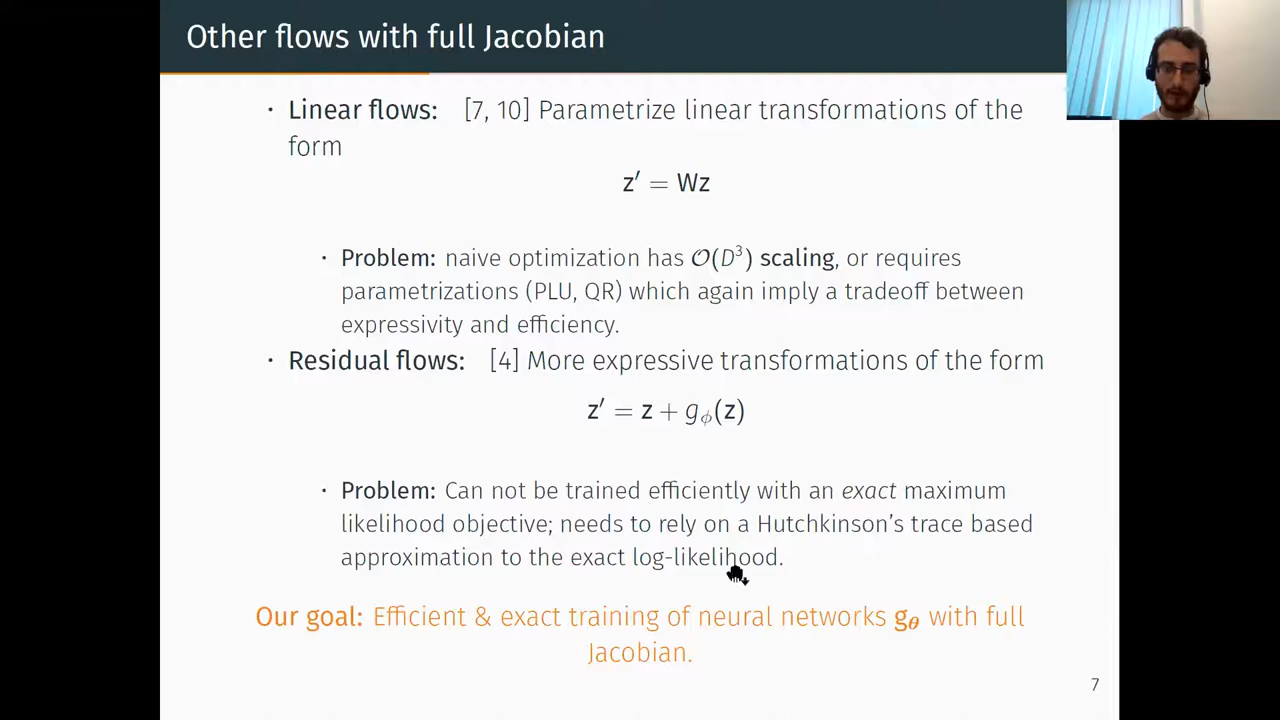 Other flows with full Jacobian
· Linear flows: [7, 10] Parametrize linear transformations of the
form
z′ = Wz
· Problem: naive optimization has 𝒪(D³) scaling, or requires
parametrizations (PLU, QR) which again imply a tradeoff between
expressivity and efficiency.
· Residual flows: [4] More expressive transformations of the form
z′ = z + gϕ(z)
· Problem: Can not be trained efficiently with an exact maximum
likelihood objective; needs to rely on a Hutchkinson's trace based
approximation to the exact log-likelihood.
Our goal: Efficient & exact training of neural networks gθ with full
Jacobian.
7